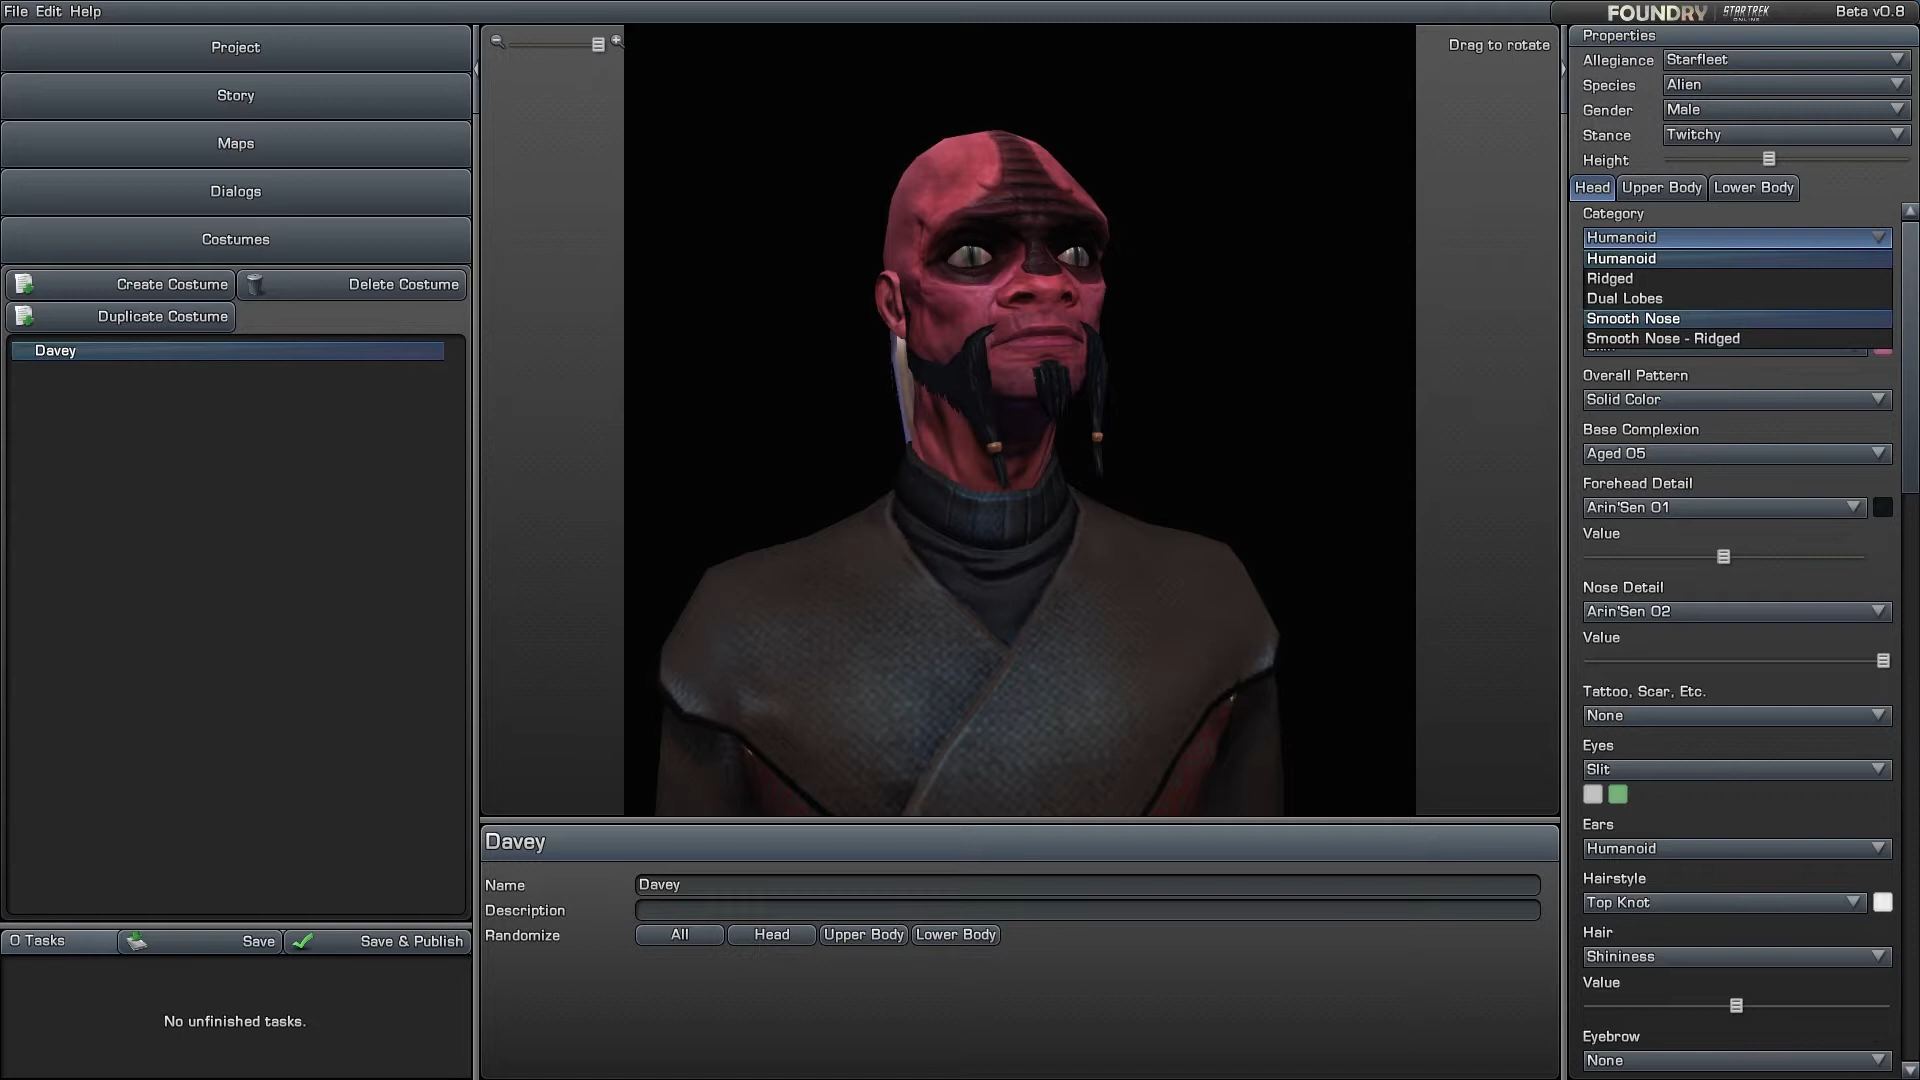 File Edit Help
FOUNDRY
STAR TREK
ONLINE
Beta v0.8
Project
Story
Maps
Dialogs
Costumes
Create Costume
Delete Costume
Duplicate Costume
Davey
0 Tasks
Save
Save & Publish
No unfinished tasks.
Drag to rotate
Davey
Name
Davey
Description
Randomize
All
Head
Upper Body
Lower Body
Properties
Allegiance
Starfleet
Species
Alien
Gender
Male
Stance
Twitchy
Height
Head
Upper Body
Lower Body
Category
Humanoid
Humanoid
Ridged
Dual Lobes
Smooth Nose
Smooth Nose - Ridged
Overall Pattern
Solid Color
Base Complexion
Aged 05
Forehead Detail
Arin'Sen 01
Value
Nose Detail
Arin'Sen 02
Value
Tattoo, Scar, Etc.
None
Eyes
Slit
Ears
Humanoid
Hairstyle
Top Knot
Hair
Shininess
Value
Eyebrow
None